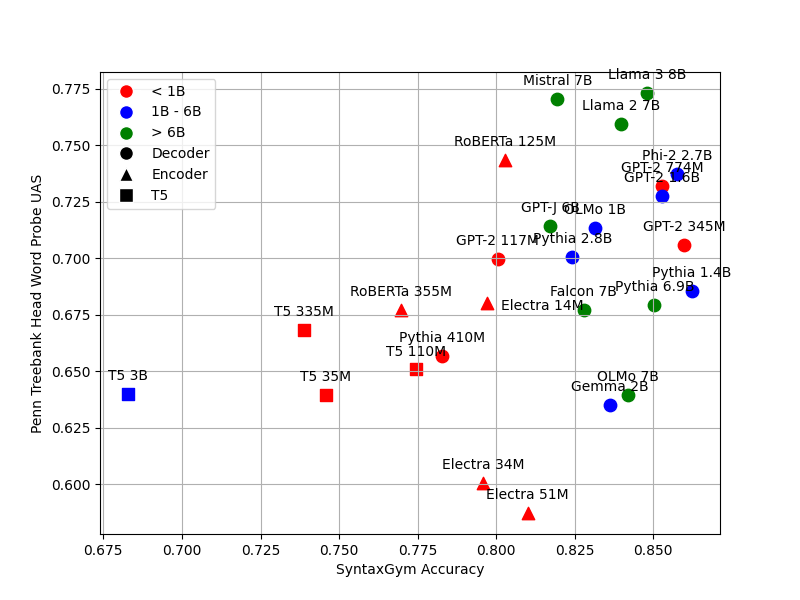 Llama 3 8B
Mistral 7B
Llama 2 7B
RoBERTa 125M
Phi-2 2.7B
GPT-2 774M
GPT-2 1.6B
GPT-J 6B
OLMo 1B
GPT-2 345M
GPT-2 117M
Pythia 2.8B
Pythia 1.4B
Pythia 6.9B
RoBERTa 355M
Falcon 7B
Electra 14M
T5 335M
Pythia 410M
T5 110M
T5 3B
T5 35M
OLMo 7B
Gemma 2B
Electra 34M
Electra 51M
< 1B
1B - 6B
> 6B
Decoder
Encoder
T5
0.775
0.750
0.725
0.700
0.675
0.650
0.625
0.600
Penn Treebank Head Word Probe UAS
0.675 0.700 0.725 0.750 0.775 0.800 0.825 0.850
SyntaxGym Accuracy